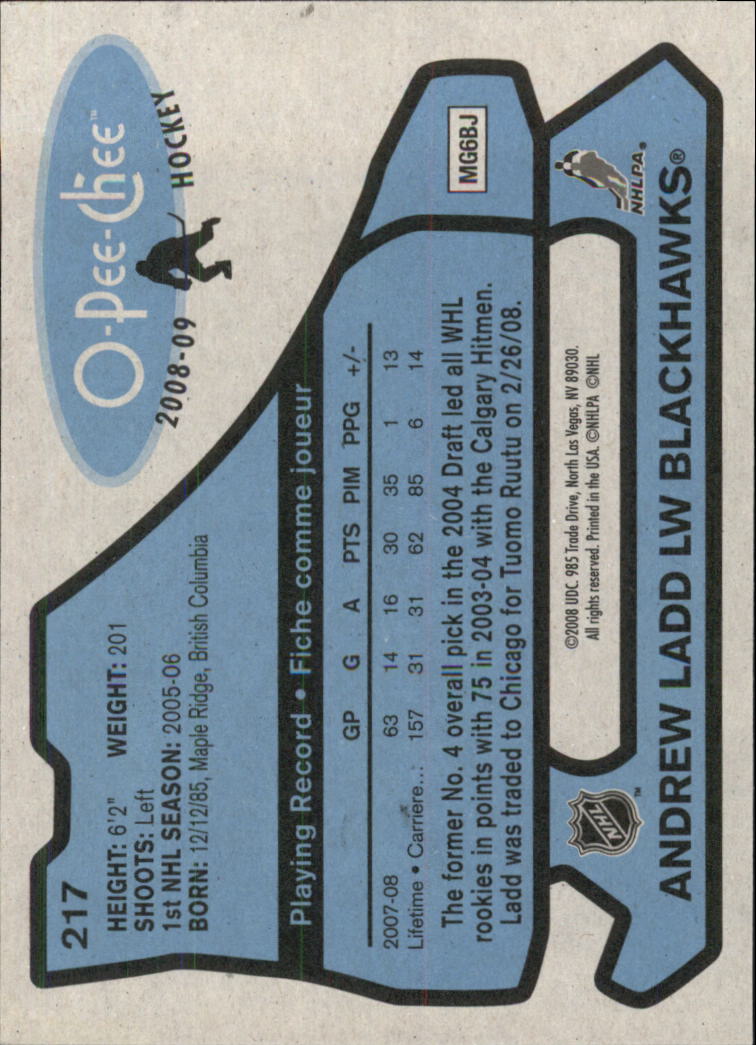 217
HEIGHT: 6'2" WEIGHT: 201
SHOOTS: Left
1st NHL SEASON: 2005-06
BORN: 12/12/85, Maple Ridge, British Columbia
O-Pee-Chee™
2008-09 HOCKEY
Playing Record • Fiche comme joueur
GP G A PTS PIM PPG +/-
2007-08 63 14 16 30 35 1 13
Lifetime • Carriere... 157 31 31 62 85 6 14
The former No. 4 overall pick in the 2004 Draft led all WHL
rookies in points with 75 in 2003-04 with the Calgary Hitmen.
Ladd was traded to Chicago for Tuomo Ruutu on 2/26/08.
MG6BJ
NHL™
©2008 UDC. 985 Trade Drive, North Las Vegas, NV 89030.
All rights reserved. Printed in the USA. ©NHLPA ©NHL
NHLPA®
ANDREW LADD LW BLACKHAWKS®